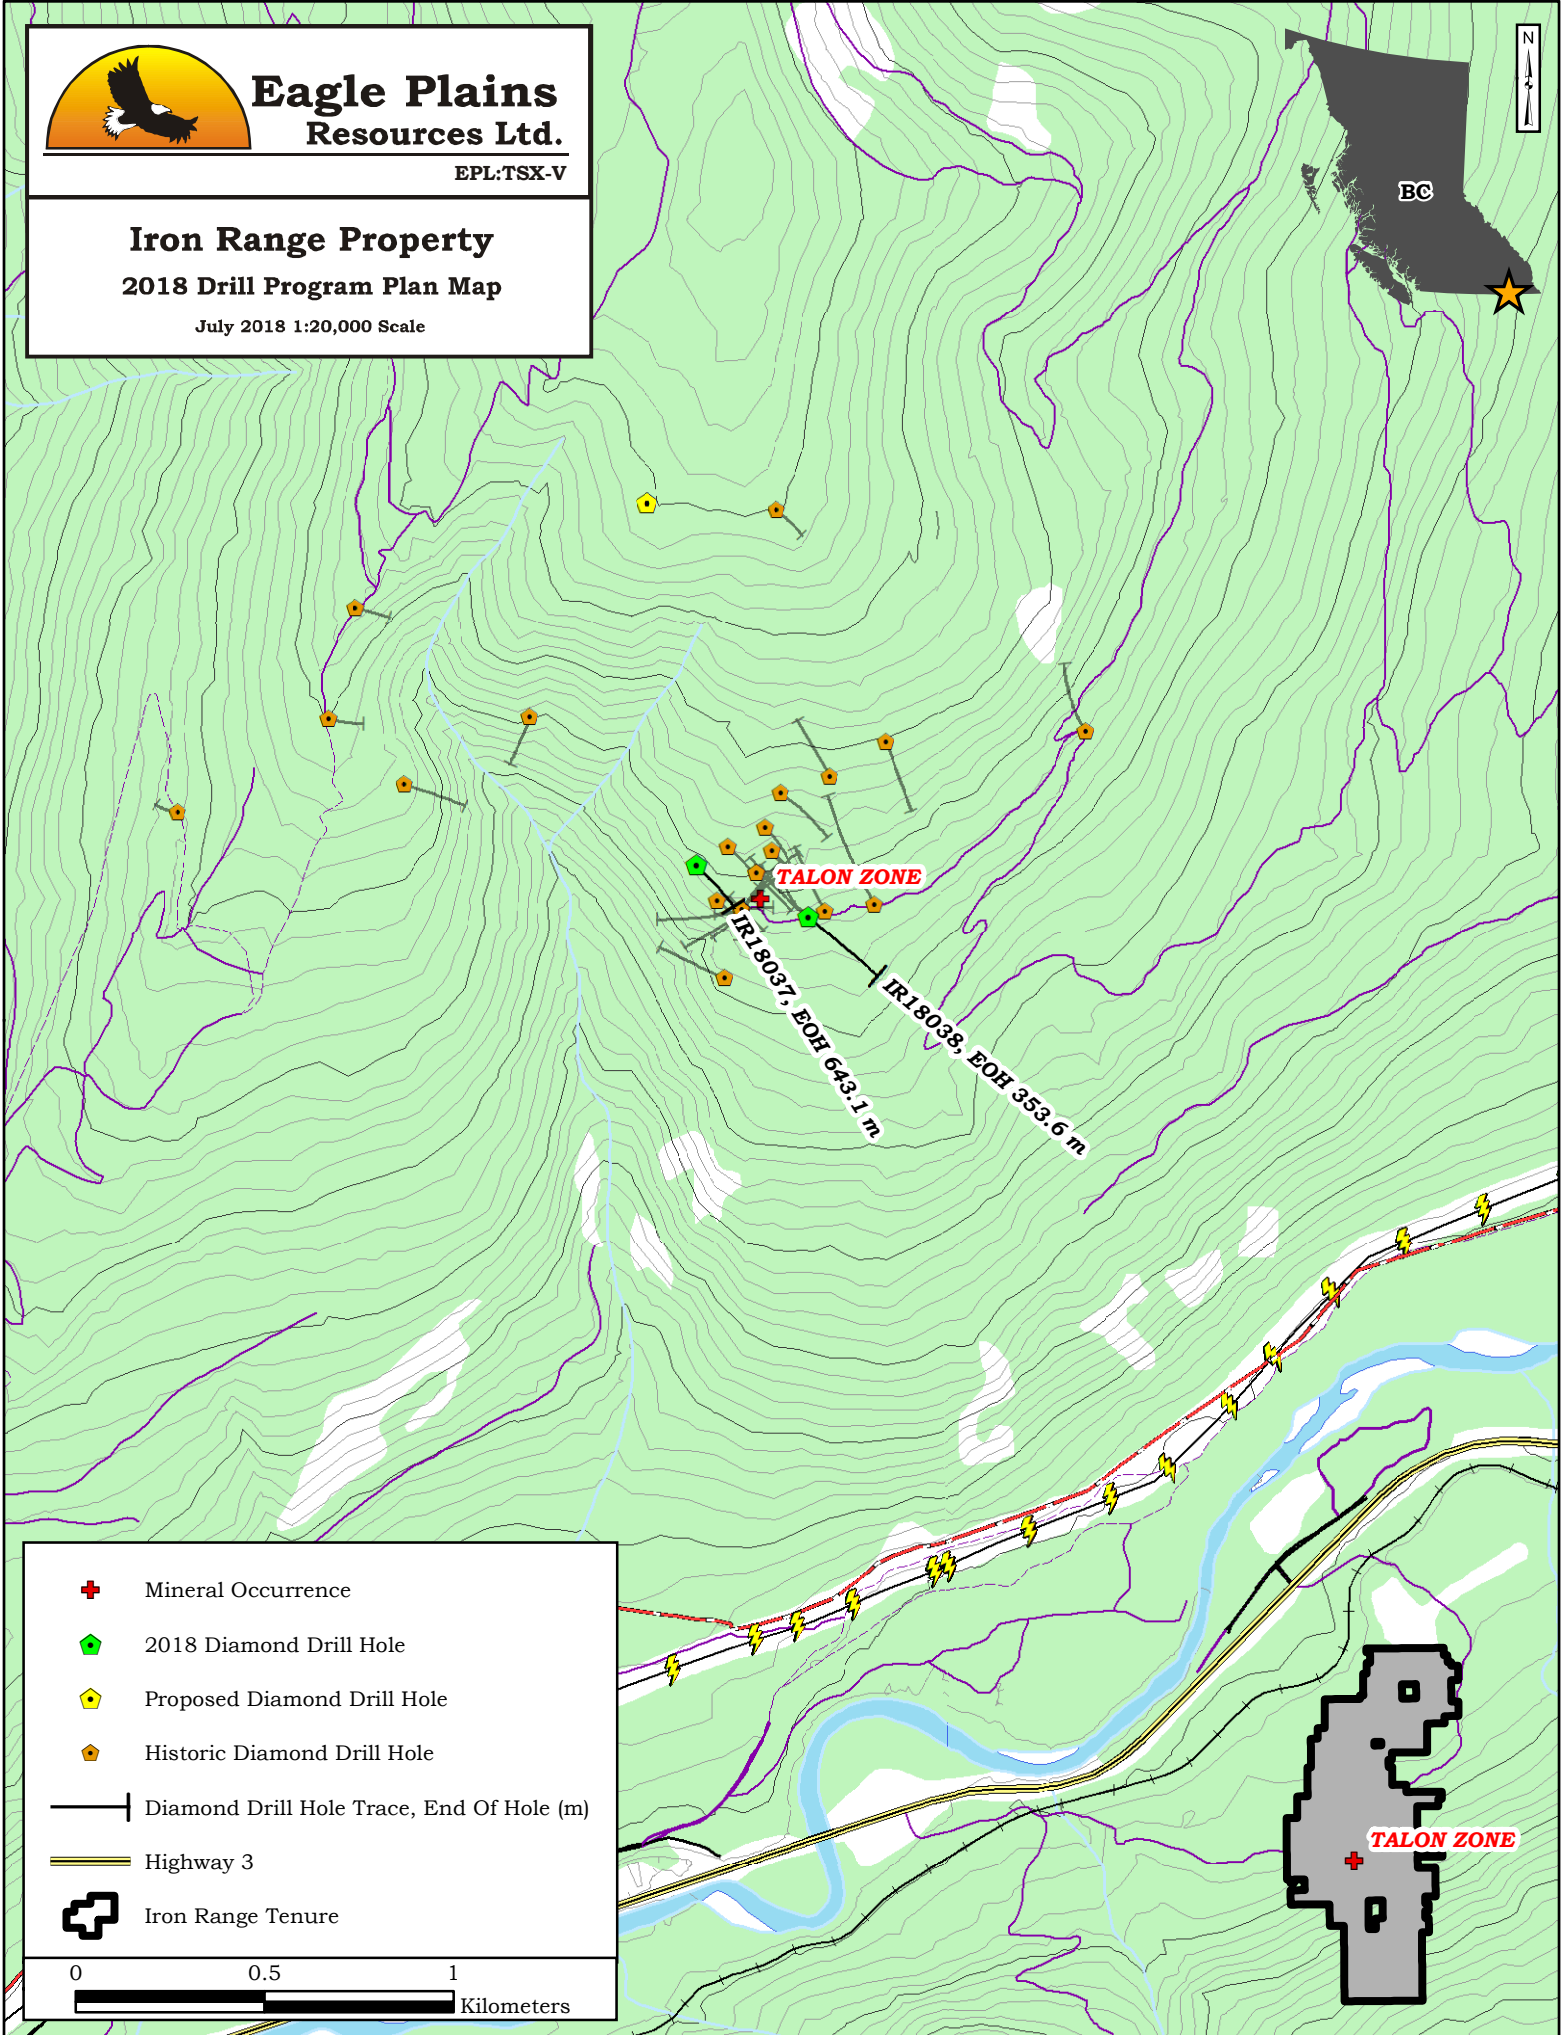 Eagle Plains
Resources Ltd.
EPL:TSX-V
Iron Range Property
2018 Drill Program Plan Map
July 2018 1:20,000 Scale
N
BC
TALON ZONE
IR18037, EOH 643.1 m
IR18038, EOH 353.6 m
Mineral Occurrence
2018 Diamond Drill Hole
Proposed Diamond Drill Hole
Historic Diamond Drill Hole
Diamond Drill Hole Trace, End Of Hole (m)
Highway 3
Iron Range Tenure
0 0.5 1
Kilometers
TALON ZONE